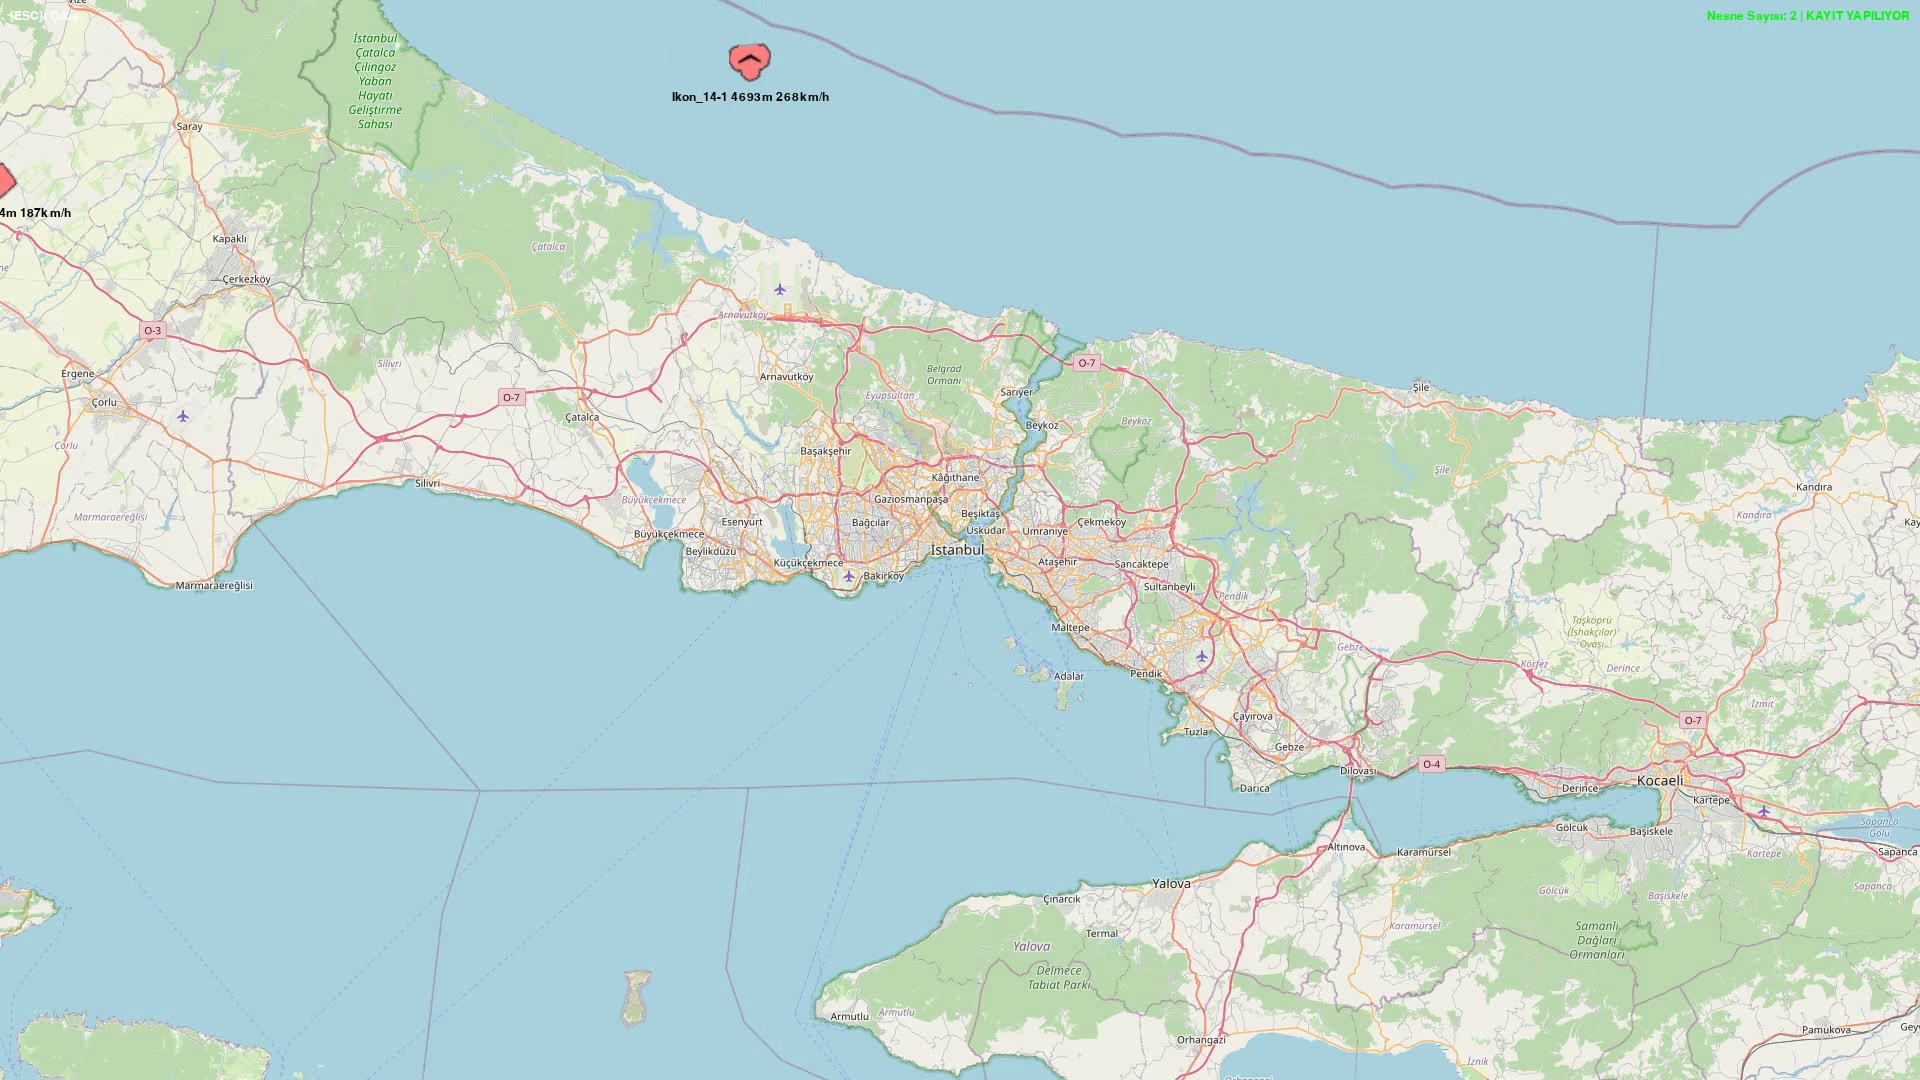 [ESC]: Çıkış
Nesne Sayısı: 2 | KAYIT YAPILIYOR
Vize
İstanbul
Çatalca
Çilingoz
Yaban
Hayatı
Geliştirme
Sahası
Ikon_14-1 4693m 268km/h
Saray
4m 187km/h
Kapaklı
Çatalca
Çerkezköy
Arnavutköy
O-3
Silivri
O-7
Şile
Ergene
Arnavutköy
Belgrad
Ormanı
Eyüpsultan
O-7
Sarıyer
Çorlu
Çatalca
Beykoz
Beykoz
Çorlu
Başakşehir
Şile
Silivri
Kâğıthane
Kandıra
Büyükçekmece
Gaziosmanpaşa
Marmaraereğlisi
Esenyurt
Bağcılar
Beşiktaş
Çekmeköy
Kandıra
Büyükçekmece
Üsküdar
Ümraniye
Beylikdüzü
İstanbul
Küçükçekmece
Ataşehir
Sancaktepe
Bakırköy
Marmaraereğlisi
Sultanbeyli
Pendik
Maltepe
Taşköprü
(İshakçılar)
Ovası
Gebze
Adalar
Pendik
Körfez
Derince
İzmit
Çayırova
O-7
Tuzla
Gebze
Dilovası
O-4
Kocaeli
Darıca
Derince
Kartepe
Sapanca
Gölü
Gölcük
Başiskele
Altınova
Karamürsel
Kartepe
Sapanca
Yalova
Sapanca
Gölcük
Başiskele
Çınarcık
Karamürsel
Samanlı
Dağları
Ormanları
Termal
Yalova
Delmece
Tabiat Parkı
Armutlu
Armutlu
Pamukova
Orhangazi
İznik